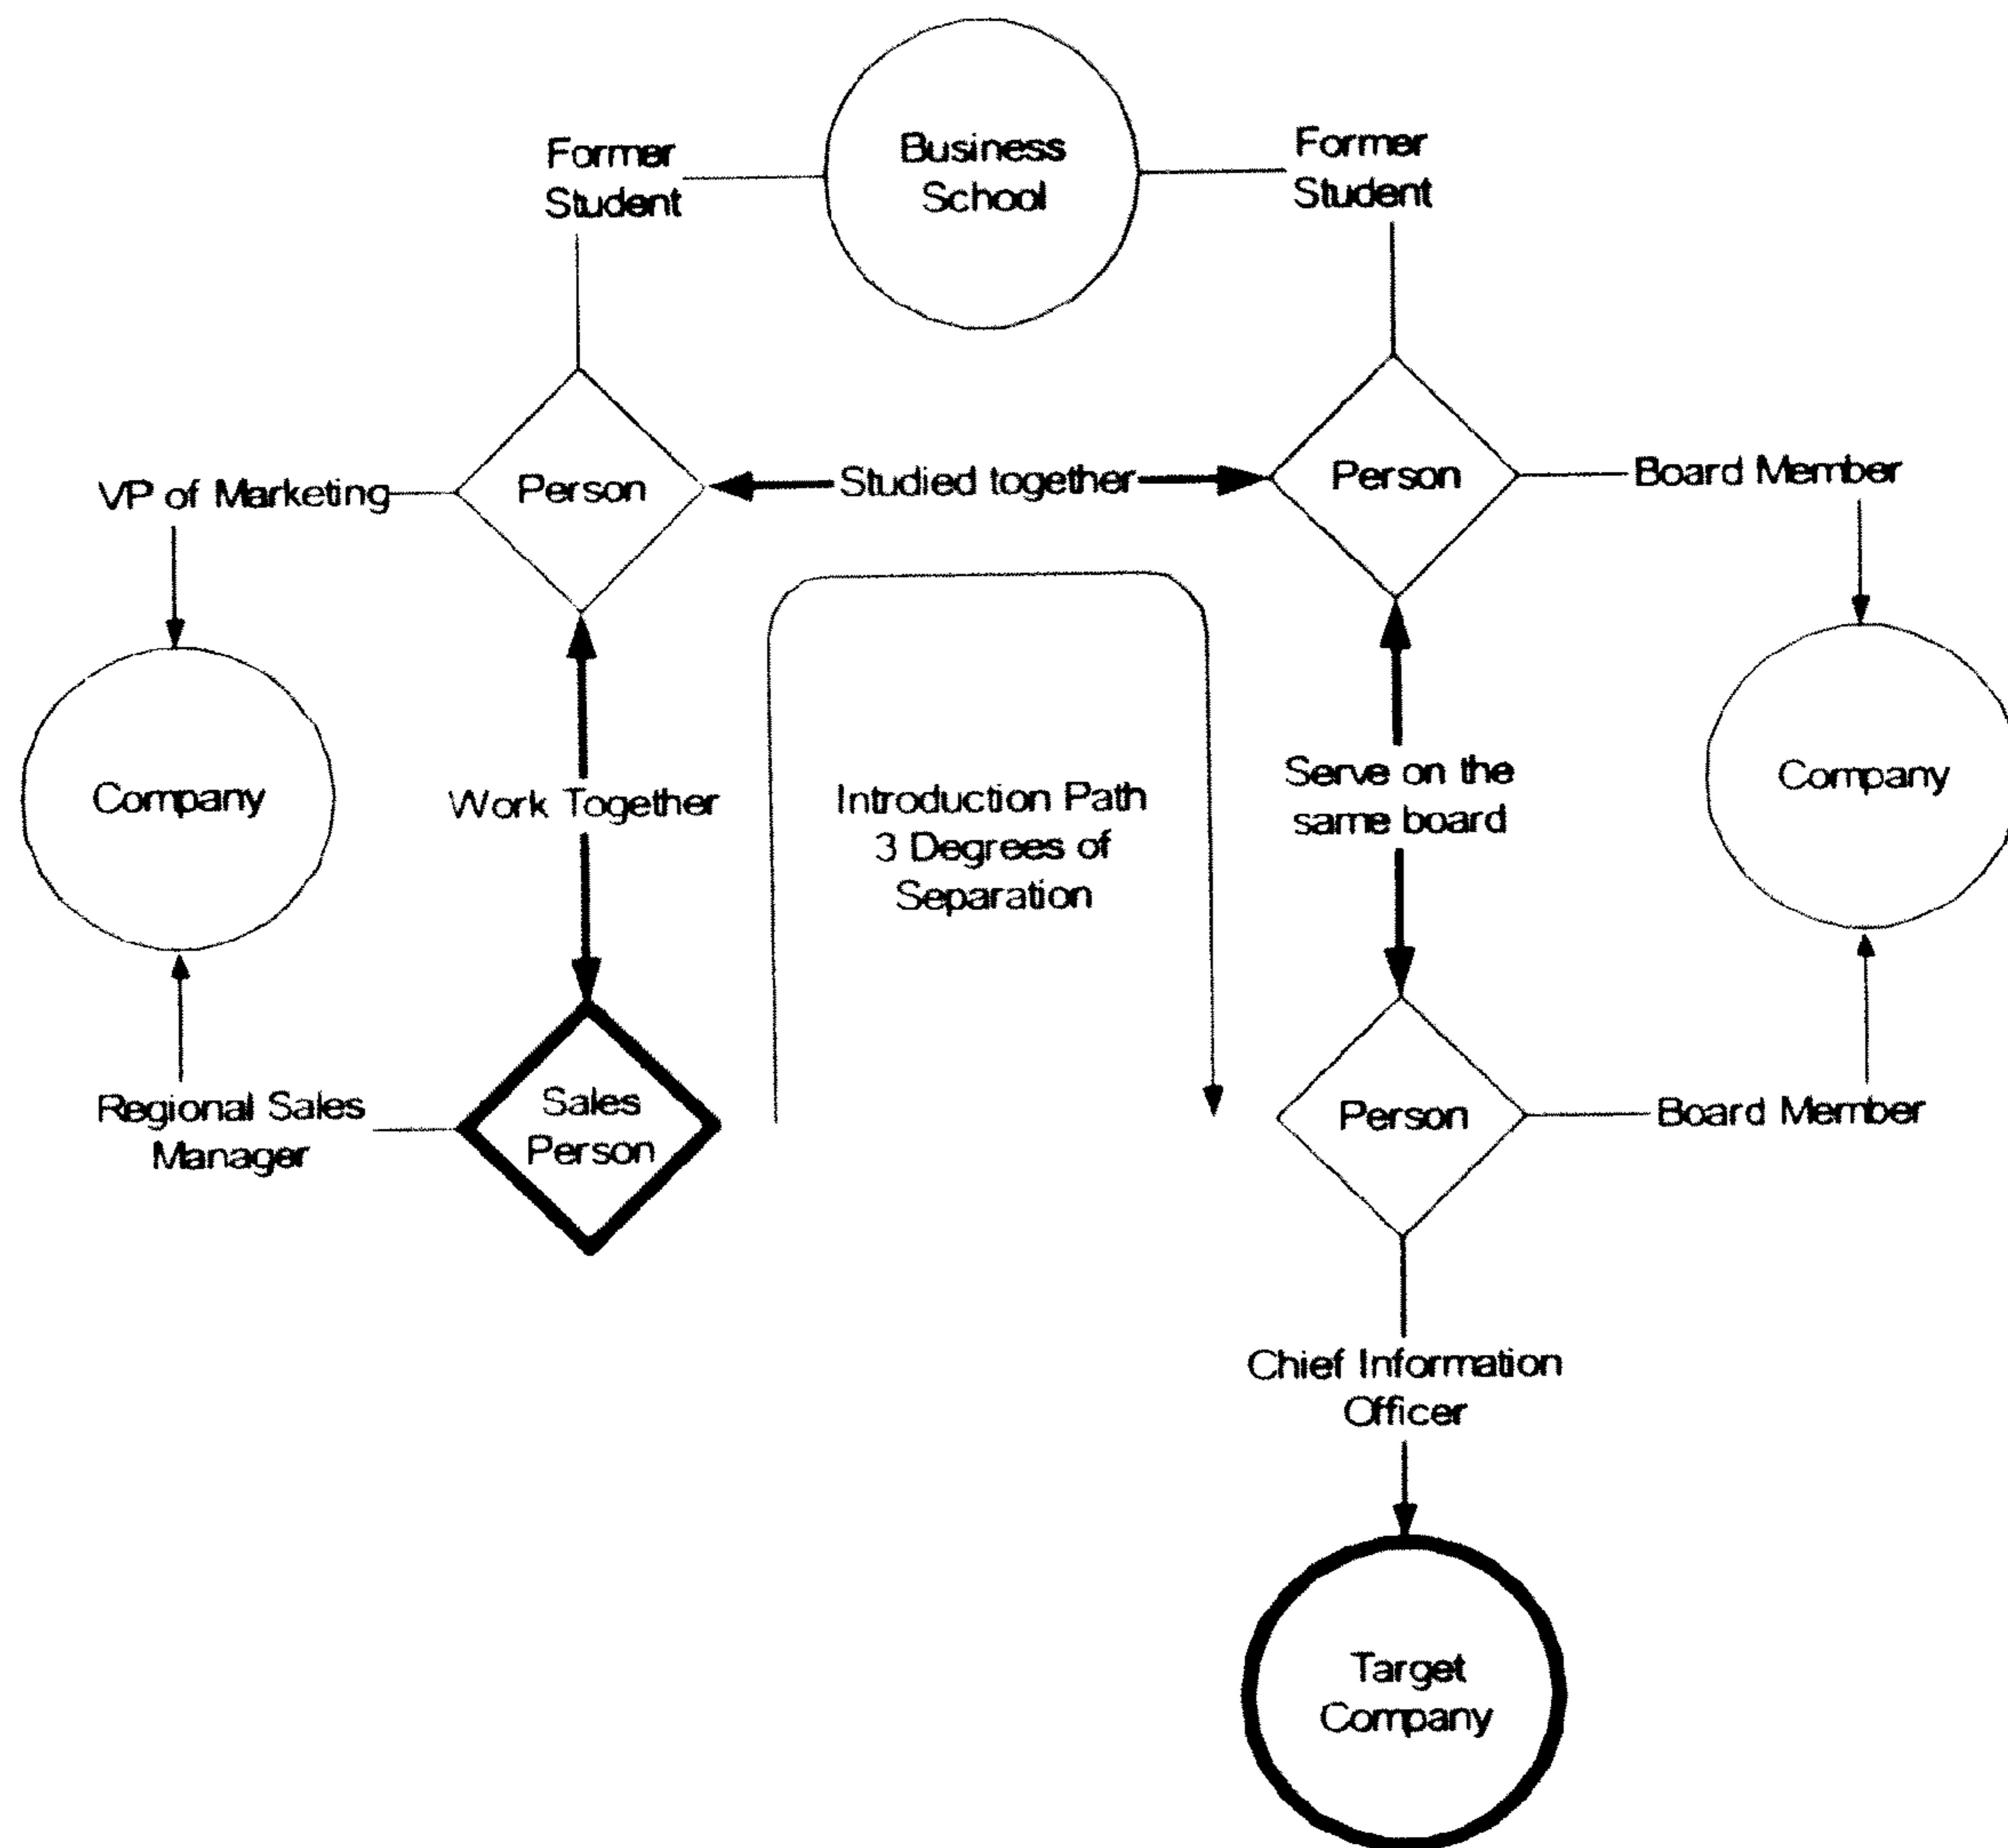 Former
Student
Business
School
Former
Student
VP of Marketing
Person
Studied together
Person
Board Member
Company
Work Together
Introduction Path
3 Degrees of
Separation
Serve on the
same board
Company
Regional Sales
Manager
Sales
Person
Person
Board Member
Chief Information
Officer
Target
Company